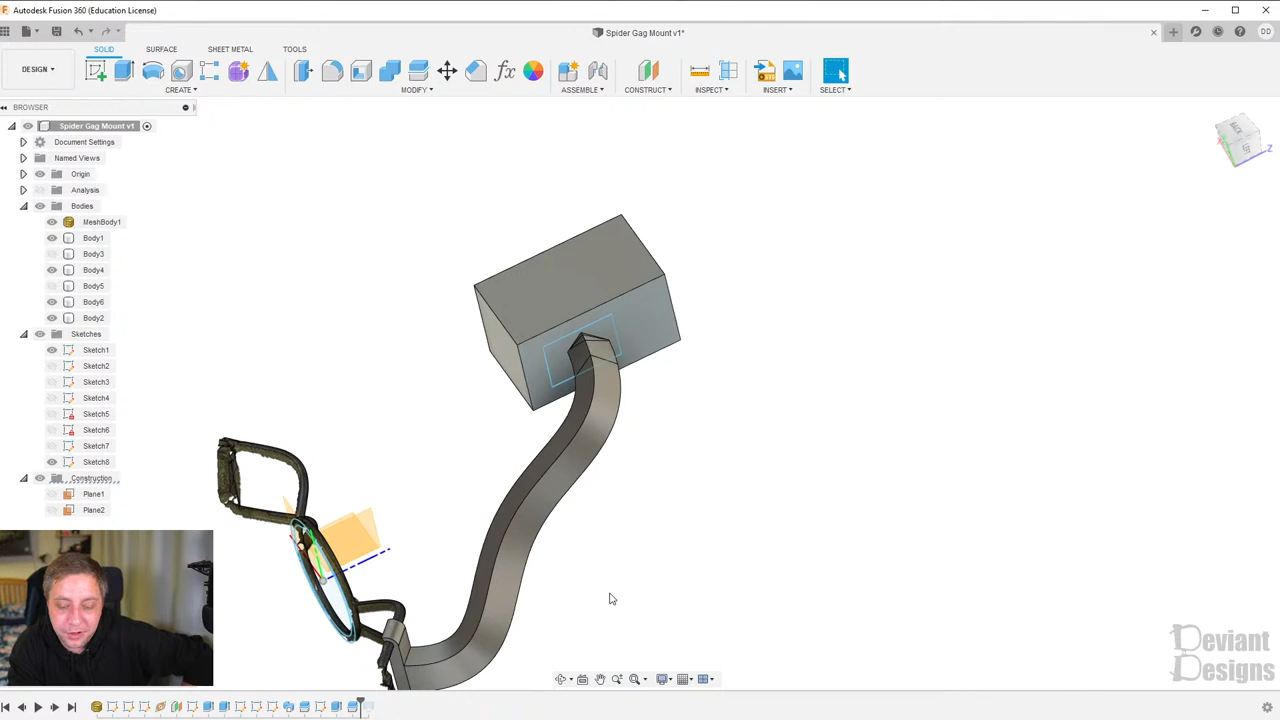 Autodesk Fusion 360 (Education License)
Spider Gag Mount v1*
DD
SOLID SURFACE SHEET METAL TOOLS
DESIGN
CREATE MODIFY ASSEMBLE CONSTRUCT INSPECT INSERT SELECT
BROWSER
Spider Gag Mount v1
Document Settings
Named Views
Origin
Analysis
Bodies
MeshBody1
Body1
Body3
Body4
Body5
Body6
Body2
Sketches
Sketch1
Sketch2
Sketch3
Sketch4
Sketch5
Sketch6
Sketch7
Sketch8
Construction
Plane1
Plane2
Z
Deviant
Designs